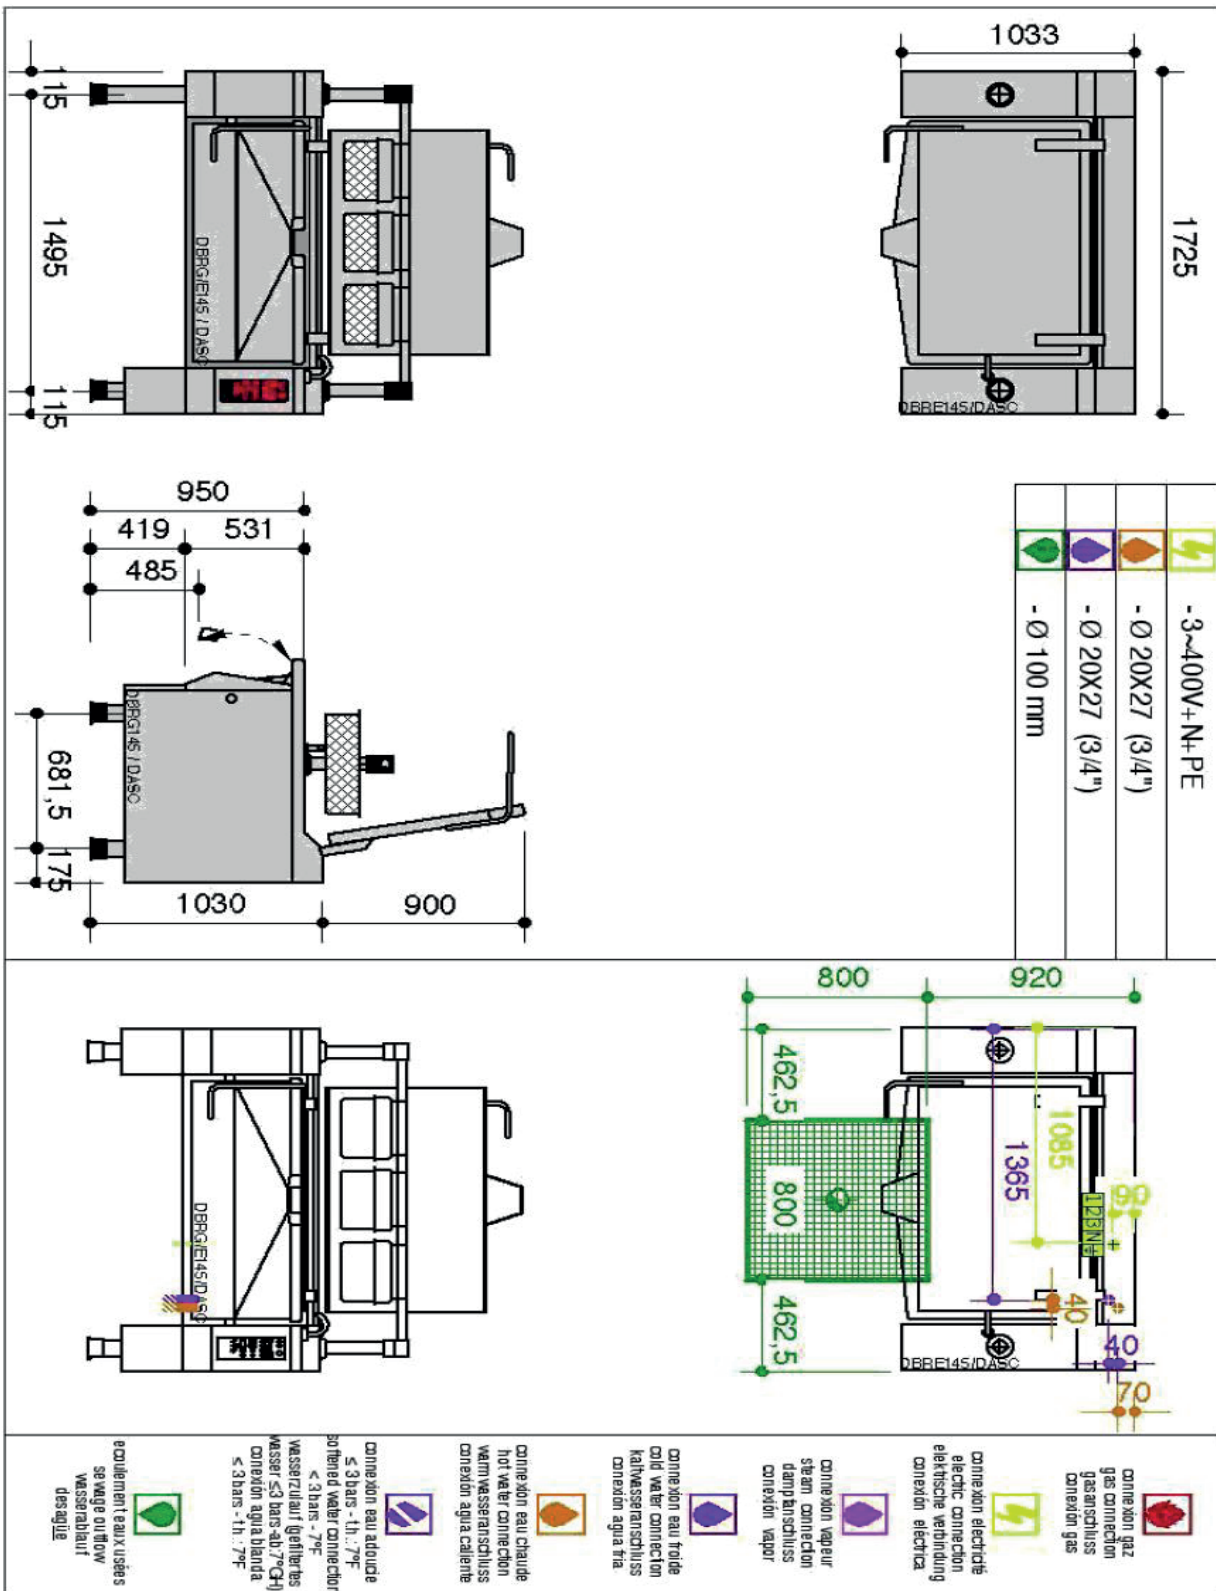 115
1495
115
DBRG/E145 / DASC
1033
1725
DBRE145/DASC
950
419
531
485
DBRG145 / DASC
681,5
175
1030
900
-3~400V+N+PE
- Ø 20X27 (3/4")
- Ø 20X27 (3/4")
- Ø 100 mm
DBRG/E145/DASC
800
920
462,5
800
462,5
1085
1365
90
123N
40
40
70
DBRE145/DASC
connexion gaz
gas connection
gasanschluss
conexión gas
connexion electricité
electric connection
elektrische verbindung
conexión eléctrica
connexion vapeur
steam connection
dampfanschluss
conexión vapor
connexion eau froide
cold water connection
kaltwasseranschluss
conexión agua fria
connexion eau chaude
hot water connection
warmwasseranschluss
conexión agua caliente
connexion eau adoucie
≤ 3 bars - t.h. : 7°F
softened water connection
< 3 bars - 7°F
wasserzulauf (gefiltertes
wasser ≤3 bars-ab.7°GH)
conexión agua blanda
≤ 3 bars - t.h. : 7°F
ecoulement eaux usées
sewage outflow
wasserablauf
desagüe